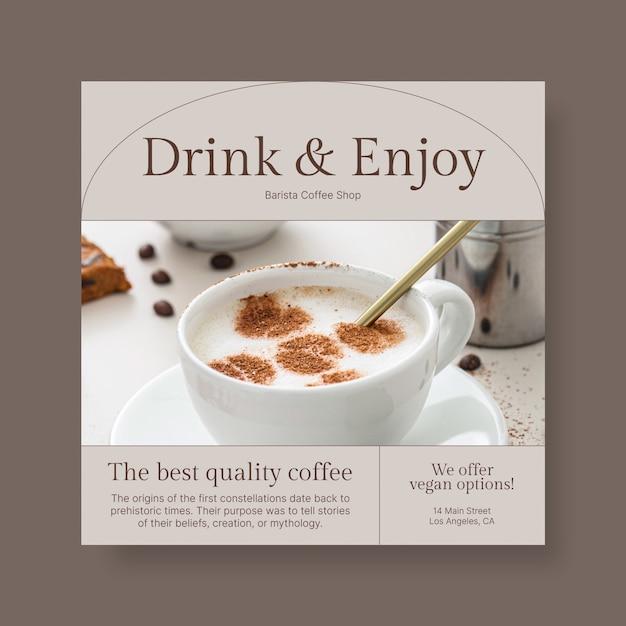 Drink & Enjoy
Barista Coffee Shop
The best quality coffee
The origins of the first constellations date back to
prehistoric times. Their purpose was to tell stories
of their beliefs, creation, or mythology.
We offer
vegan options!
14 Main Street
Los Angeles, CA